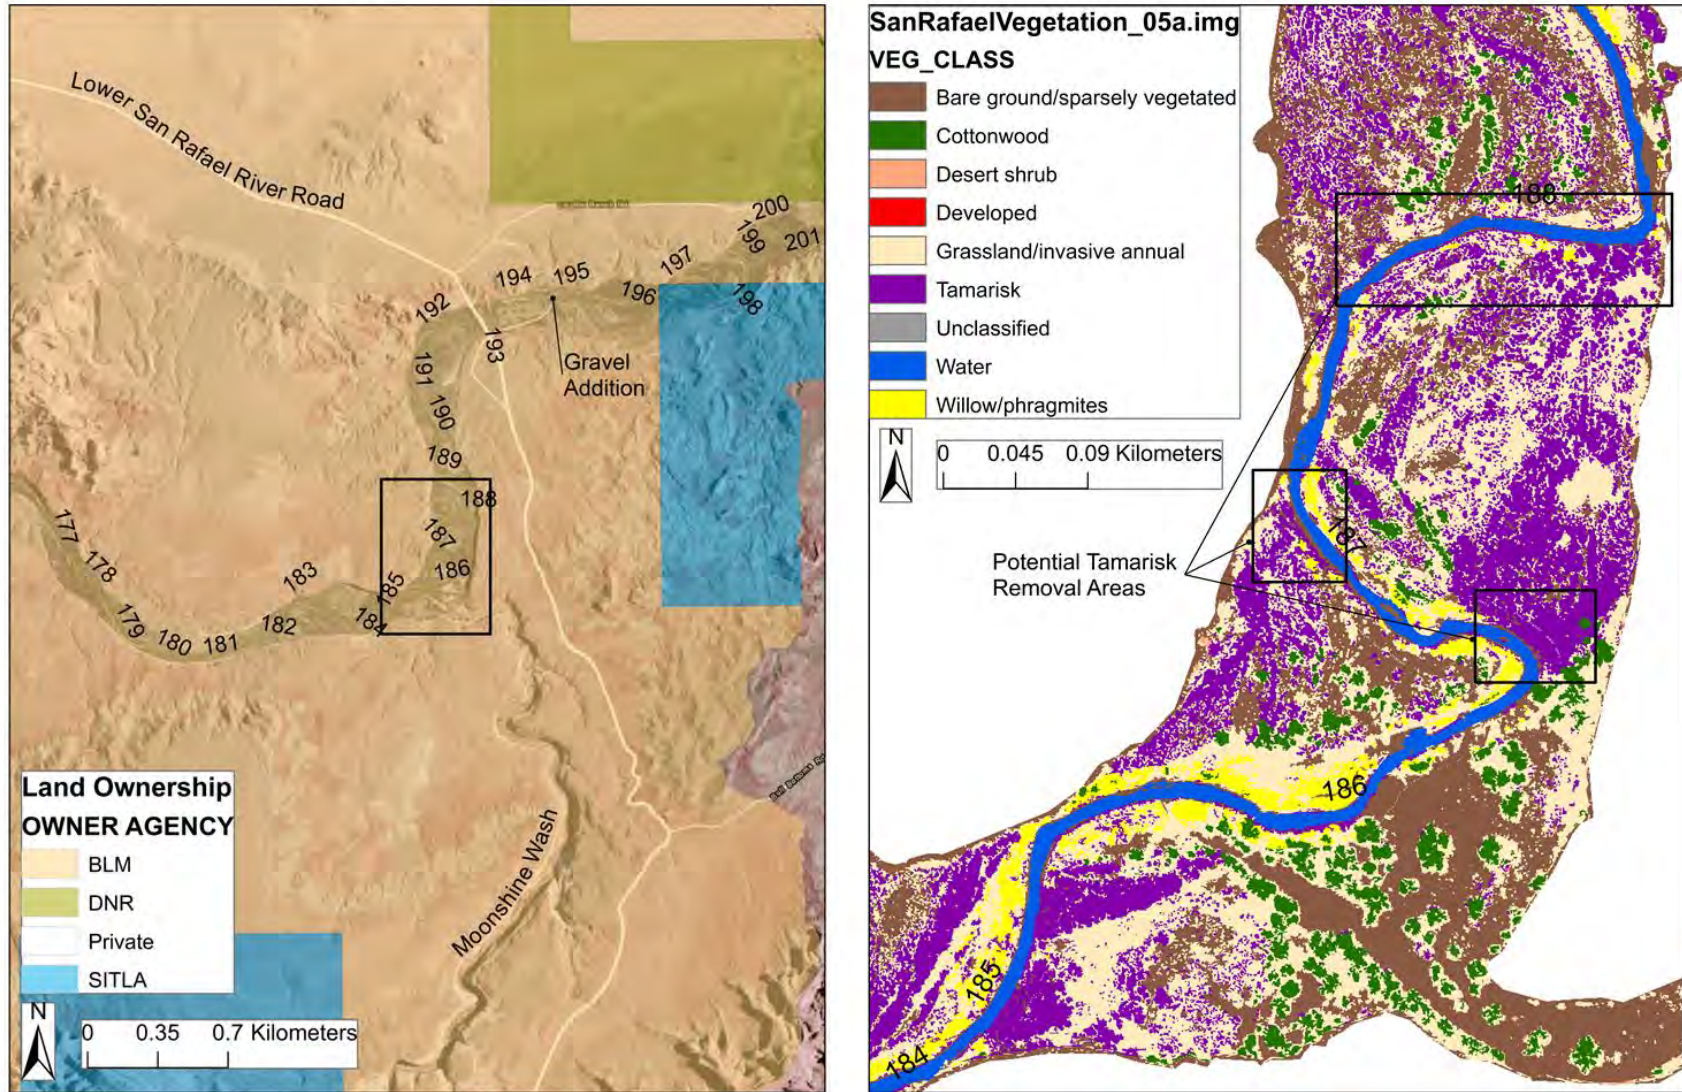 Lower San Rafael River Road
200
199
201
197
194
195
196
198
192
193
Gravel
Addition
191
190
189
188
187
186
185
184
183
182
181
180
179
178
177
Moonshine Wash
Land Ownership
OWNER AGENCY
BLM
DNR
Private
SITLA
N
0 0.35 0.7 Kilometers
SanRafaelVegetation_05a.img
VEG_CLASS
Bare ground/sparsely vegetated
Cottonwood
Desert shrub
Developed
Grassland/invasive annual
Tamarisk
Unclassified
Water
Willow/phragmites
N
0 0.045 0.09 Kilometers
188
187
Potential Tamarisk
Removal Areas
186
185
184